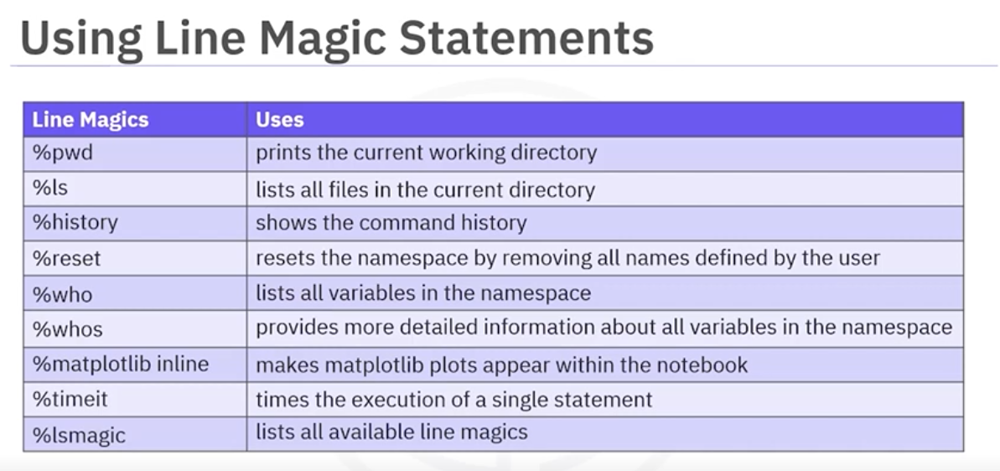 Using Line Magic Statements
Line Magics Uses
%pwd prints the current working directory
%ls lists all files in the current directory
%history shows the command history
%reset resets the namespace by removing all names defined by the user
%who lists all variables in the namespace
%whos provides more detailed information about all variables in the namespace
%matplotlib inline makes matplotlib plots appear within the notebook
%timeit times the execution of a single statement
%lsmagic lists all available line magics